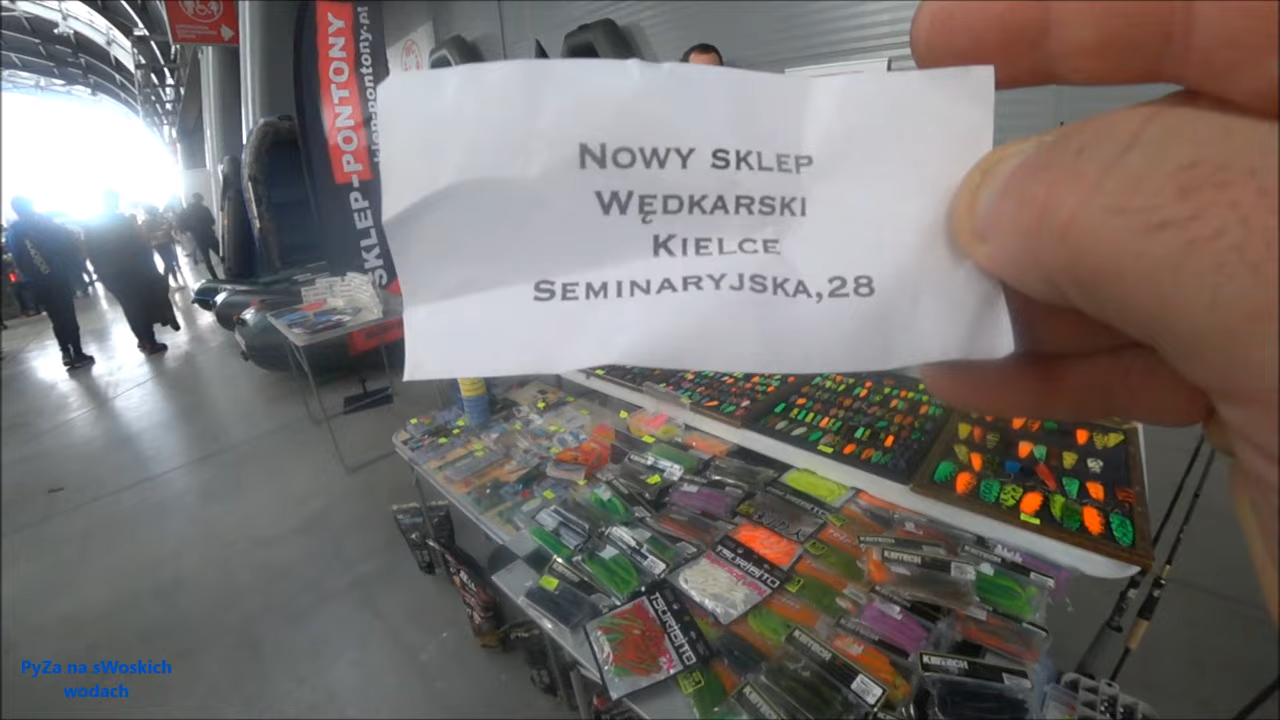 SKLEP-PONTONY
NOWY SKLEP
WĘDKARSKI
KIELCE
SEMINARYJSKA,28
TSURIBITO
TSURIBITO
KEITECH
KEITECH
PyZa na sWoskich
wodach